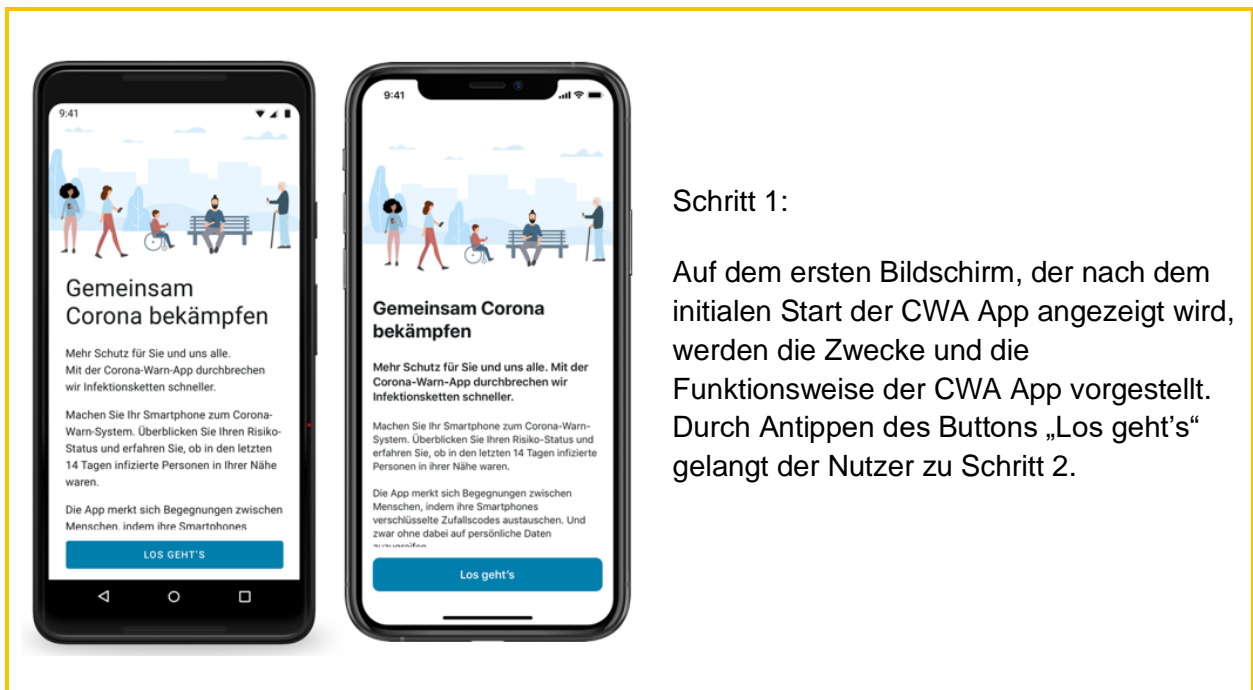 9:41
Gemeinsam
Corona bekämpfen
Mehr Schutz für Sie und uns alle.
Mit der Corona-Warn-App durchbrechen
wir Infektionsketten schneller.
Machen Sie Ihr Smartphone zum Corona-
Warn-System. Überblicken Sie Ihren Risiko-
Status und erfahren Sie, ob in den letzten
14 Tagen infizierte Personen in Ihrer Nähe
waren.
Die App merkt sich Begegnungen zwischen
Menschen, indem ihre Smartphones
LOS GEHT'S
9:41
Gemeinsam Corona
bekämpfen
Mehr Schutz für Sie und uns alle. Mit der
Corona-Warn-App durchbrechen wir
Infektionsketten schneller.
Machen Sie Ihr Smartphone zum Corona-Warn-
System. Überblicken Sie Ihren Risiko-Status und
erfahren Sie, ob in den letzten 14 Tagen infizierte
Personen in ihrer Nähe waren.
Die App merkt sich Begegnungen zwischen
Menschen, indem ihre Smartphones
verschlüsselte Zufallscodes austauschen. Und
zwar ohne dabei auf persönliche Daten
zuzugreifen
Los geht's
Schritt 1:
Auf dem ersten Bildschirm, der nach dem
initialen Start der CWA App angezeigt wird,
werden die Zwecke und die
Funktionsweise der CWA App vorgestellt.
Durch Antippen des Buttons „Los geht's“
gelangt der Nutzer zu Schritt 2.